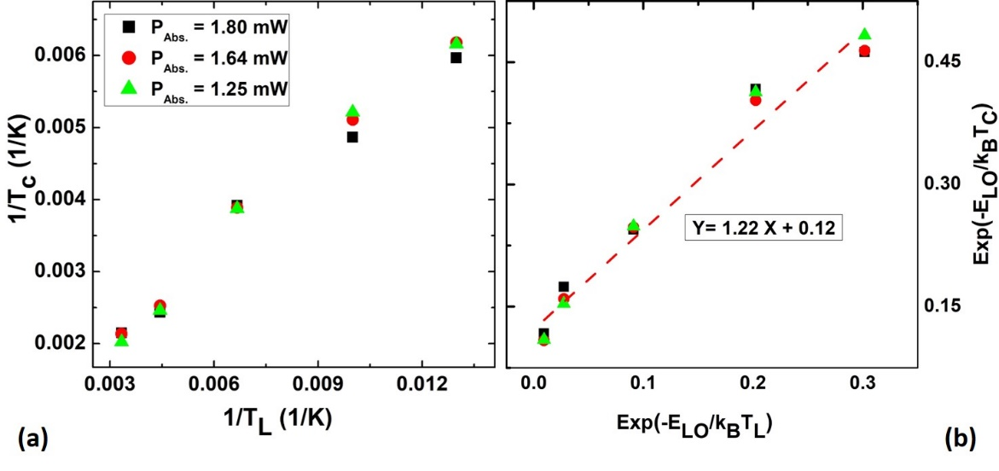 (a)
P Abs. = 1.80 mW
P Abs. = 1.64 mW
P Abs. = 1.25 mW
0.006
0.005
0.004
0.003
0.002
1/T_C (1/K)
0.003 0.006 0.009 0.012
1/T_L (1/K)
(b)
0.45
0.30
0.15
Exp(-E_LO/k_BT_C)
Y= 1.22 X + 0.12
0.0 0.1 0.2 0.3
Exp(-E_LO/k_BT_L)